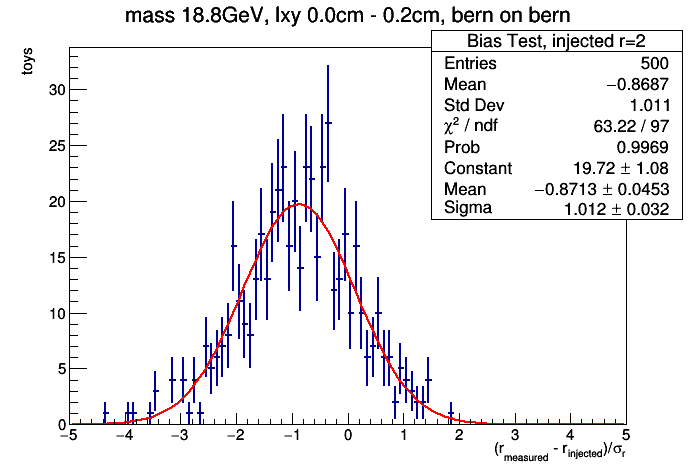 mass 18.8GeV, lxy 0.0cm - 0.2cm, bern on bern
Bias Test, injected r=2
Entries 500
Mean −0.8687
Std Dev 1.011
χ² / ndf 63.22 / 97
Prob 0.9969
Constant 19.72 ± 1.08
Mean −0.8713 ± 0.0453
Sigma 1.012 ± 0.032
toys
30
25
20
15
10
5
0
−5 −4 −3 −2 −1 0 1 2 3 4 5
(r_measured - r_injected)/σ_r